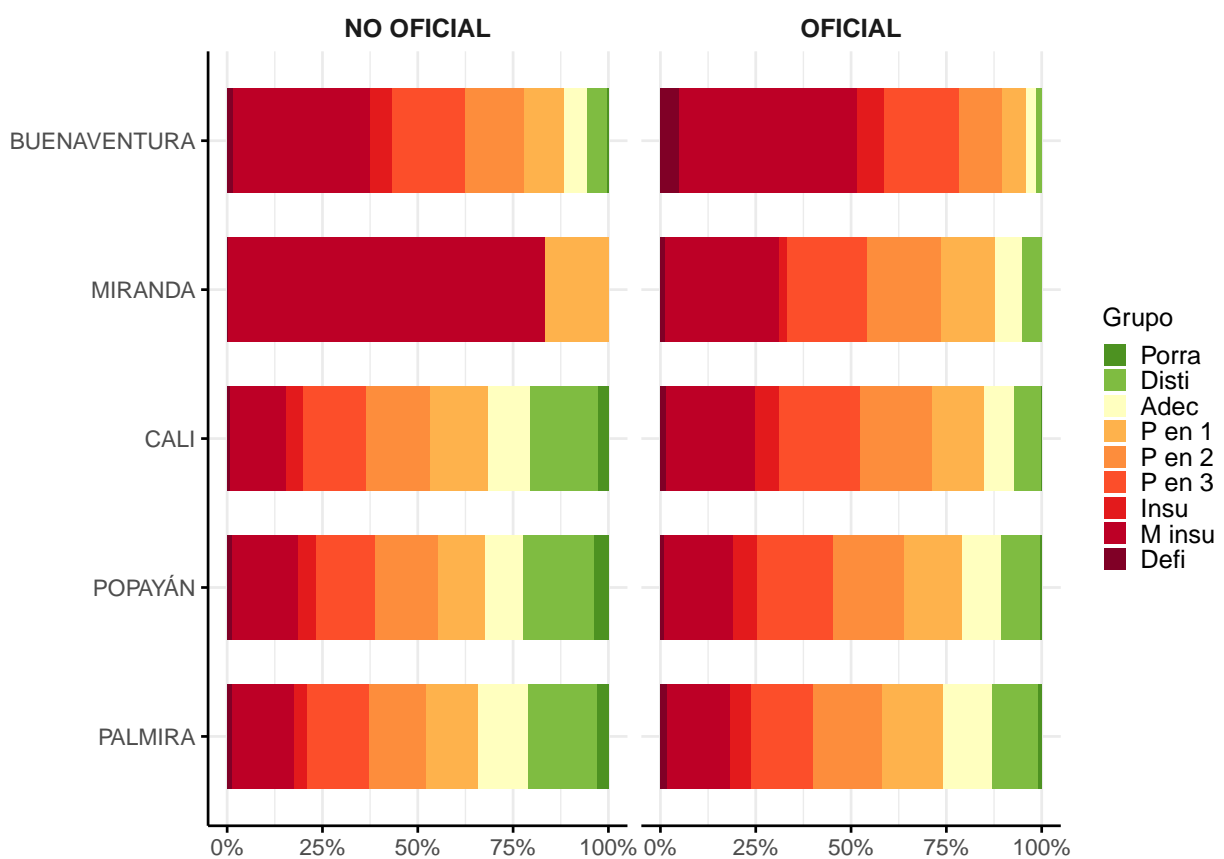 NO OFICIAL
OFICIAL
BUENAVENTURA
MIRANDA
CALI
POPAYÁN
PALMIRA
0% 25% 50% 75% 100%
0% 25% 50% 75% 100%
Grupo
Porra
Disti
Adec
P en 1
P en 2
P en 3
Insu
M insu
Defi